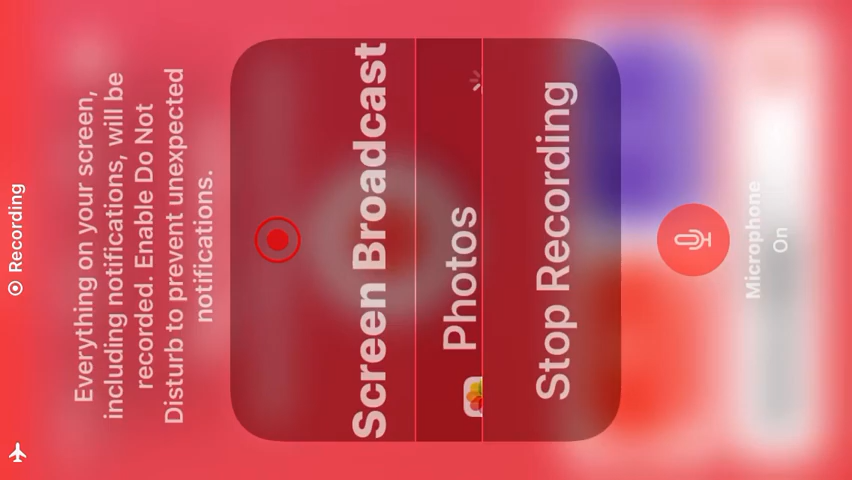 Recording
Everything on your screen,
including notifications, will be
recorded. Enable Do Not
Disturb to prevent unexpected
notifications.
Screen Broadcast
Photos
Stop Recording
Microphone
On